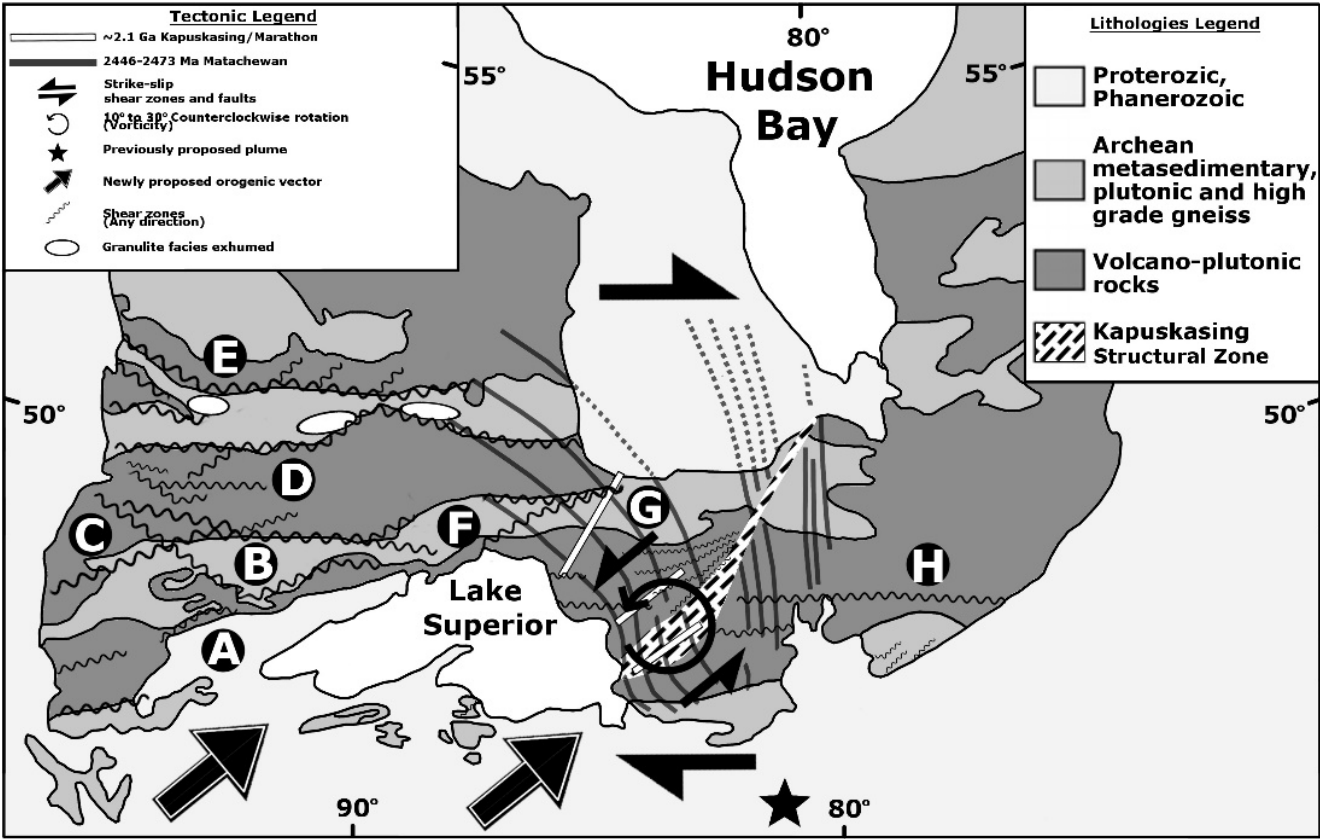 Tectonic Legend
~2.1 Ga Kapuskasing/Marathon
2446-2473 Ma Matachewan
Strike-slip
shear zones and faults
10° to 30° Counterclockwise rotation
(Vorticity)
Previously proposed plume
Newly proposed orogenic vector
Shear zones
(Any direction)
Granulite facies exhumed
Lithologies Legend
Proterozic,
Phanerozoic
Archean
metasedimentary,
plutonic and high
grade gneiss
Volcano-plutonic
rocks
Kapuskasing
Structural Zone
80°
55°
55°
Hudson
Bay
50°
50°
E
D
C
G
F
B
H
A
Lake
Superior
90°
80°